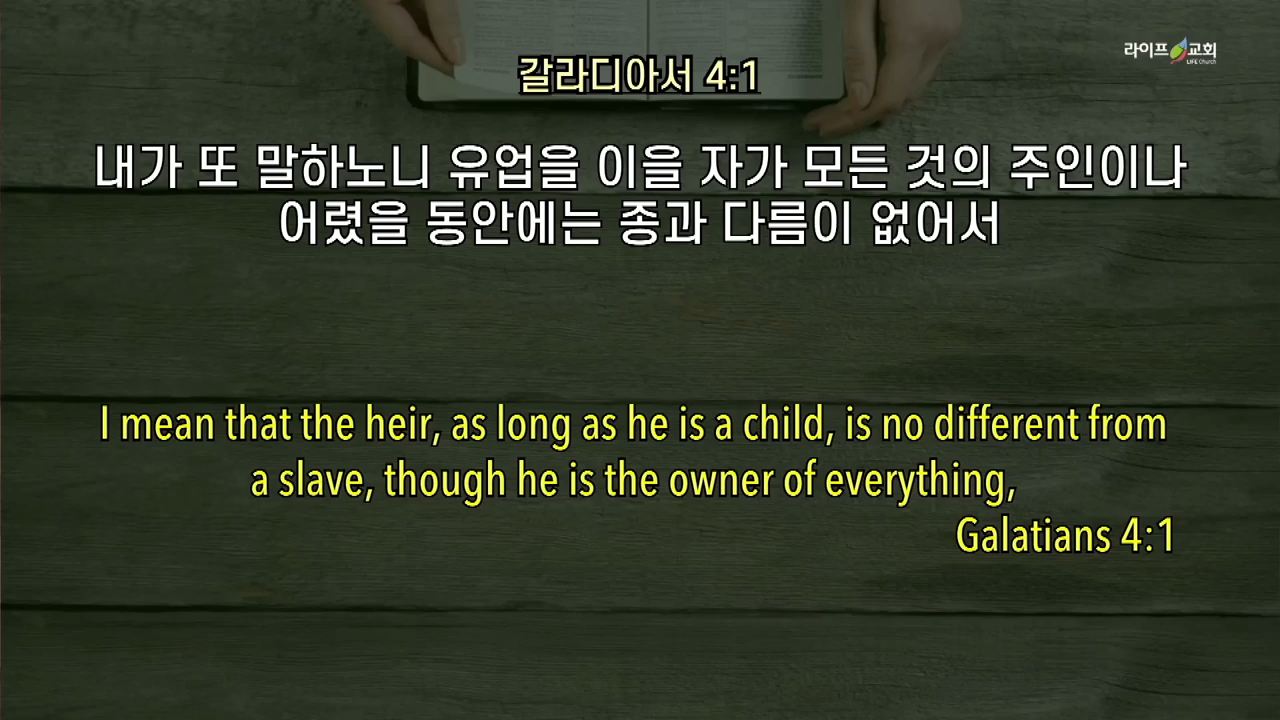 라이프 교회
LIFE Church
갈라디아서 4:1
내가 또 말하노니 유업을 이을 자가 모든 것의 주인이나
어렸을 동안에는 종과 다름이 없어서
I mean that the heir, as long as he is a child, is no different from
a slave, though he is the owner of everything,
Galatians 4:1